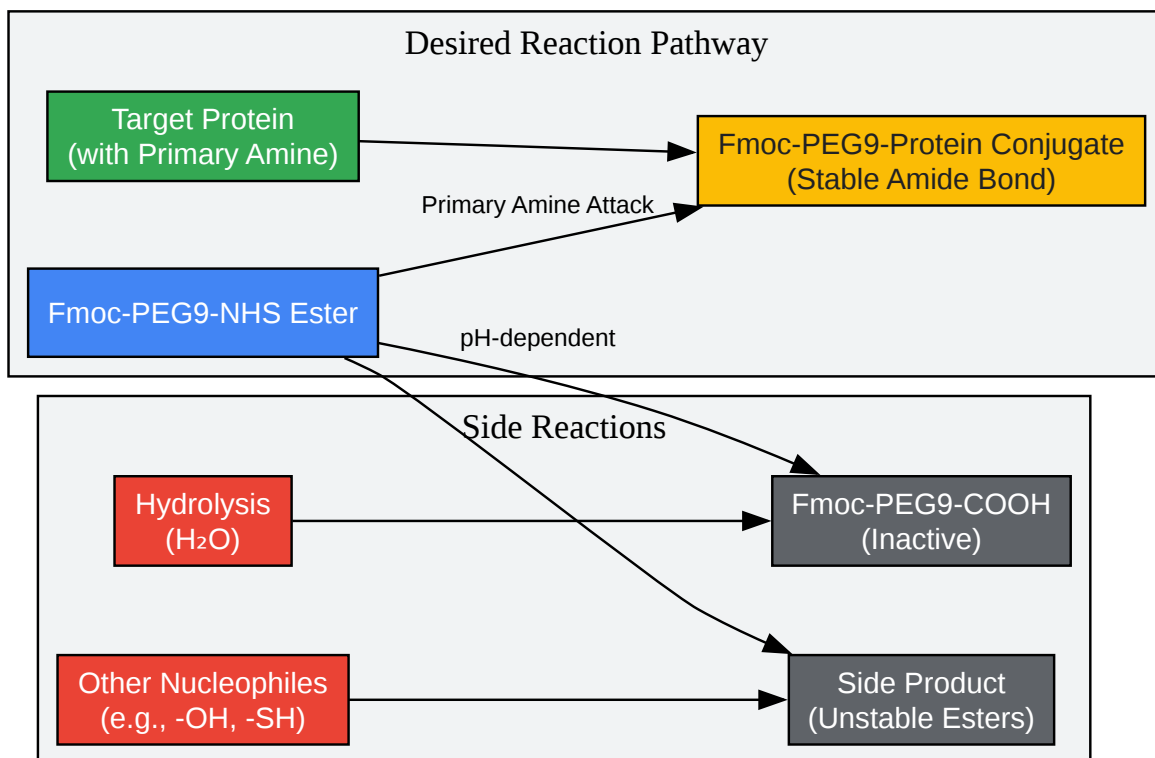 Desired Reaction Pathway
Target Protein
(with Primary Amine)
Fmoc-PEG9-Protein Conjugate
(Stable Amide Bond)
Primary Amine Attack
Fmoc-PEG9-NHS Ester
pH-dependent
Side Reactions
Hydrolysis
(H₂O)
Fmoc-PEG9-COOH
(Inactive)
Other Nucleophiles
(e.g., -OH, -SH)
Side Product
(Unstable Esters)